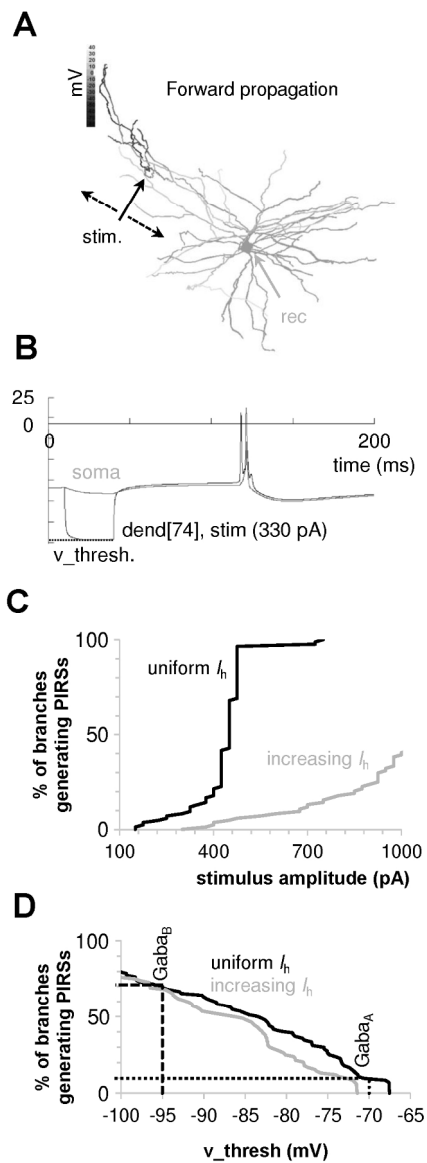 A
mV
Forward propagation
stim.
rec
B
25
0
0
200
time (ms)
soma
dend[74], stim (330 pA)
v_thresh.
C
% of branches
generating PIRSs
100
50
0
uniform Ih
increasing Ih
100
400
700
1000
stimulus amplitude (pA)
D
% of branches
generating PIRSs
100
50
0
GabaB
uniform Ih
increasing Ih
GabaA
-100
-95
-90
-85
-80
-75
-70
-65
v_thresh (mV)